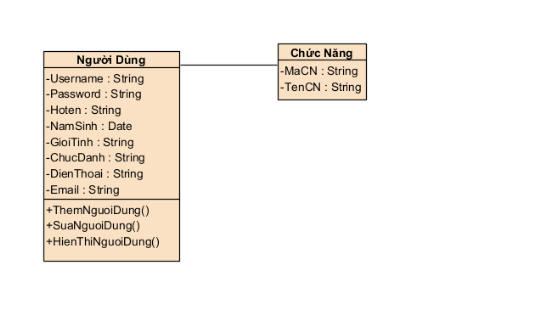 Người Dùng
-Username : String
-Password : String
-Hoten : String
-NamSinh : Date
-GioiTinh : String
-ChucDanh : String
-DienThoai : String
-Email : String
+ThemNguoiDung()
+SuaNguoiDung()
+HienThiNguoiDung()
Chức Năng
-MaCN : String
-TenCN : String